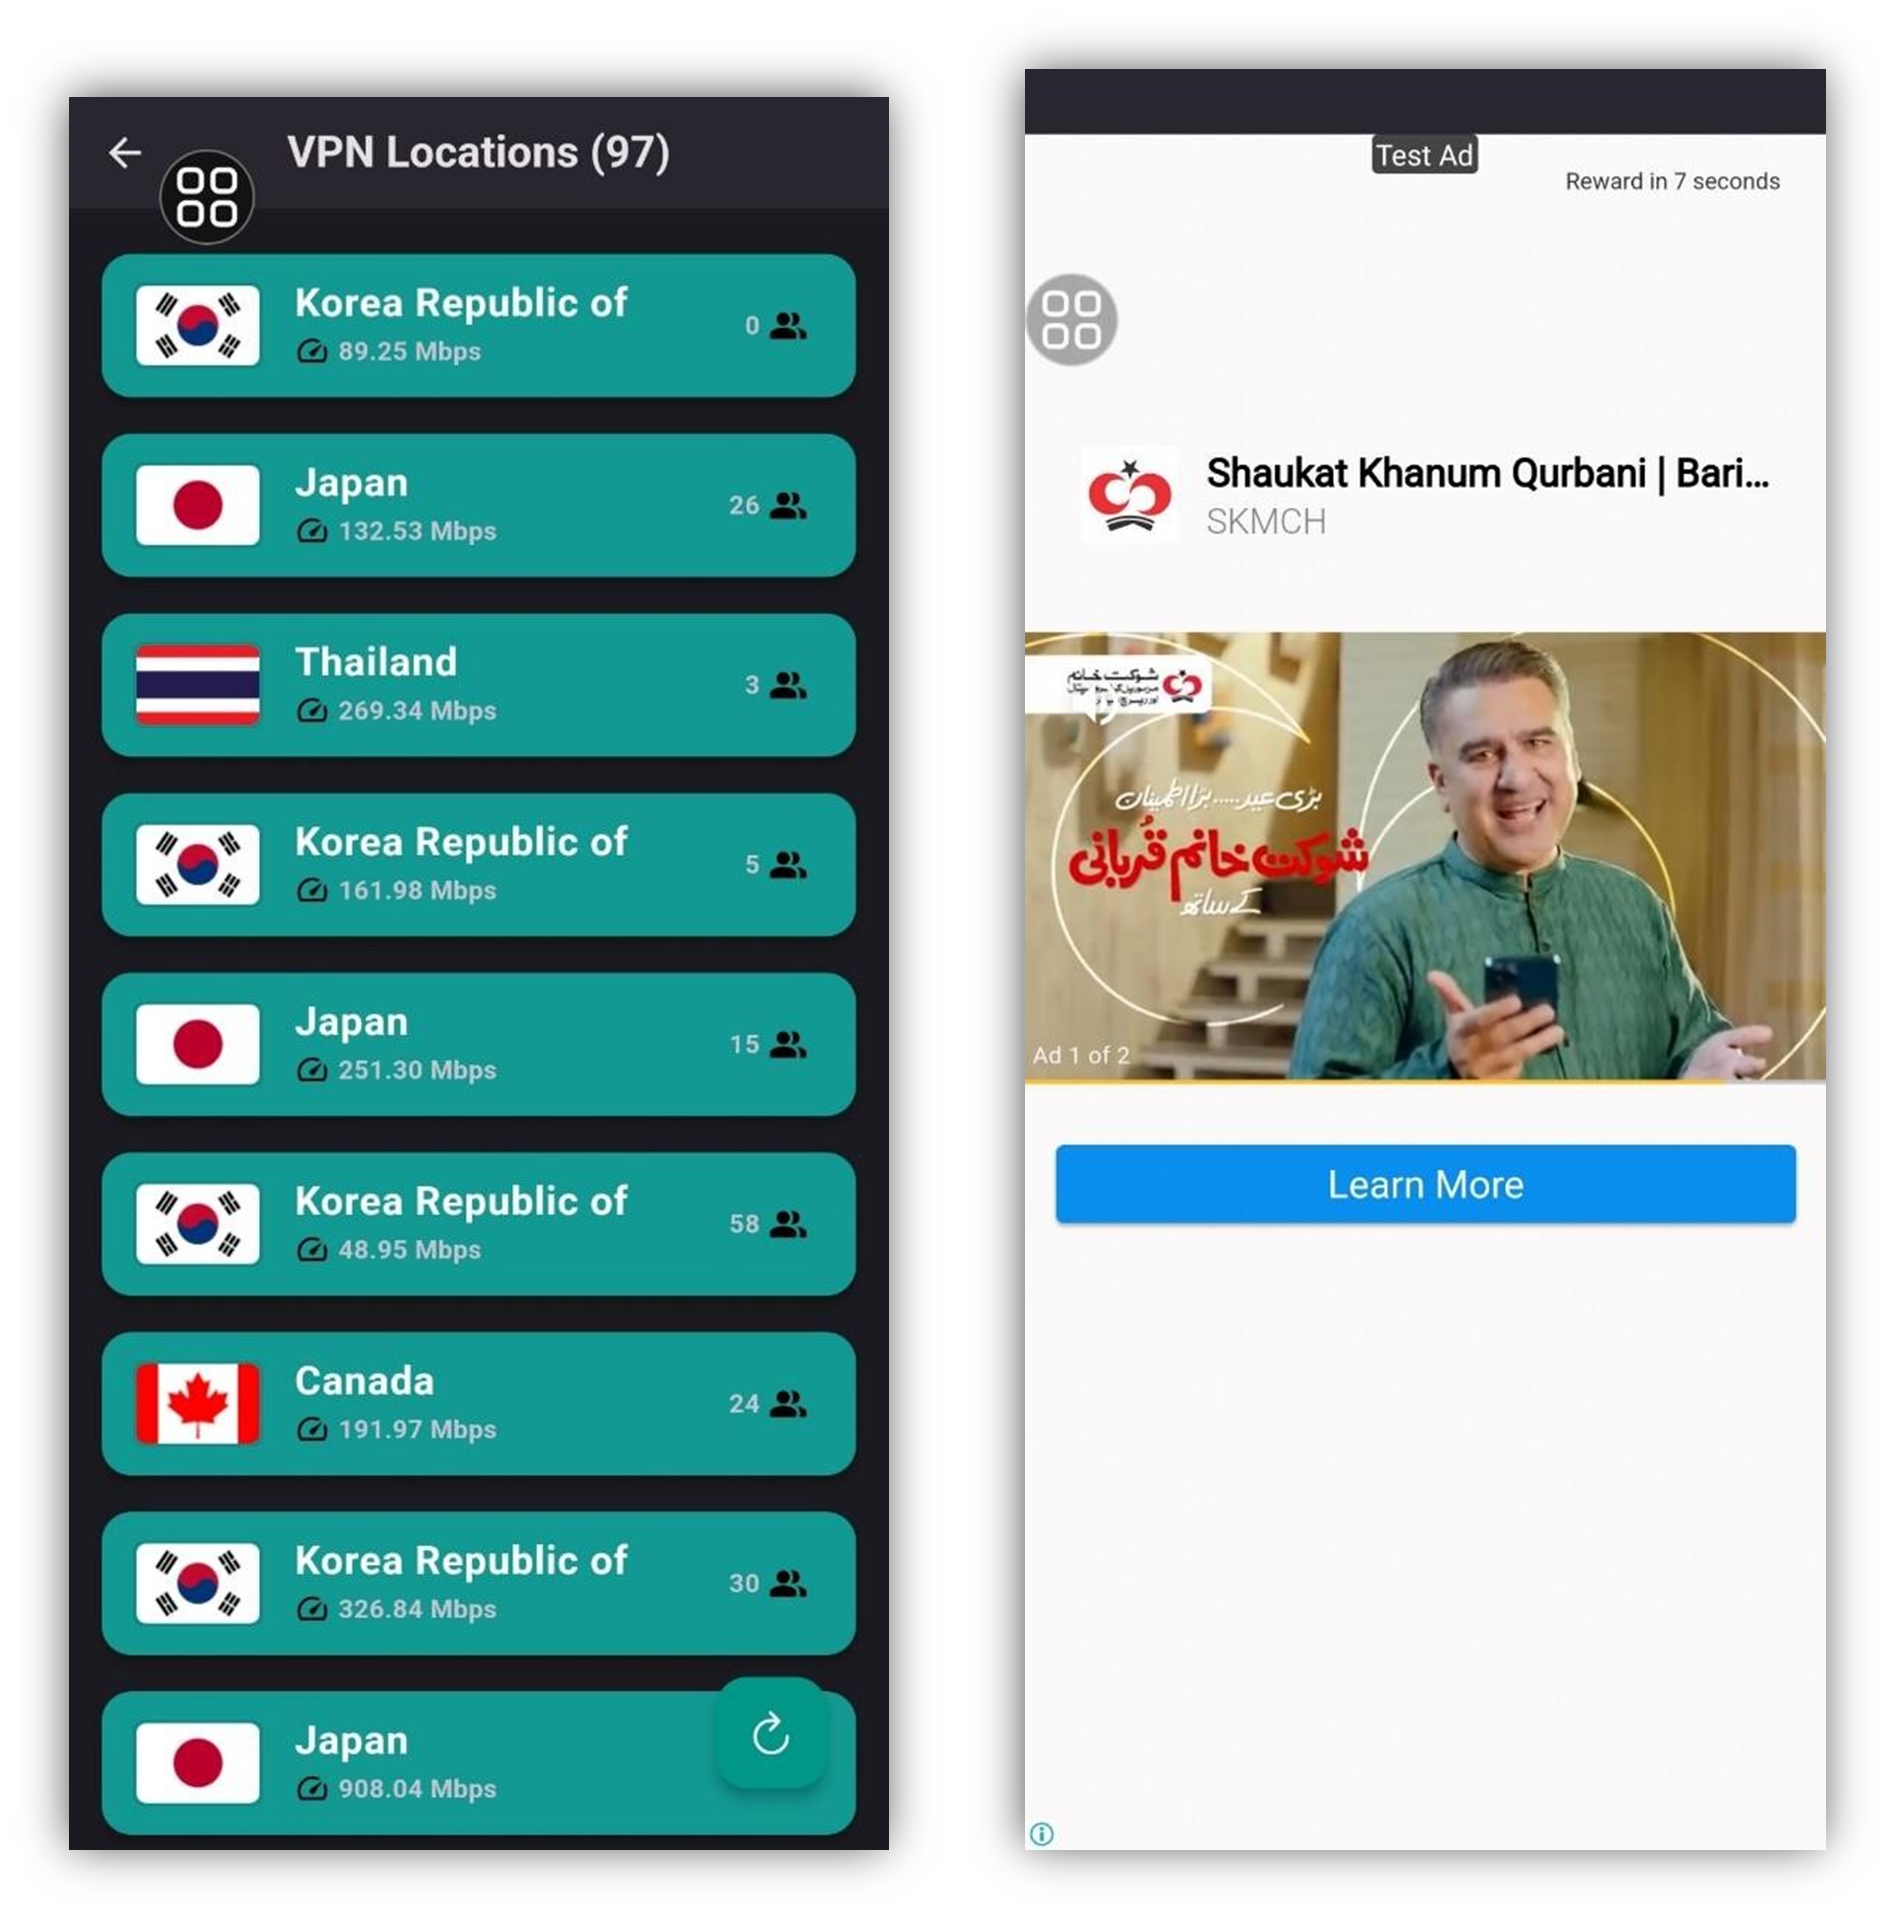 VPN Locations (97)
Korea Republic of
89.25 Mbps
0
Japan
132.53 Mbps
26
Thailand
269.34 Mbps
3
Korea Republic of
161.98 Mbps
5
Japan
251.30 Mbps
15
Korea Republic of
48.95 Mbps
58
Canada
191.97 Mbps
24
Korea Republic of
326.84 Mbps
30
Japan
908.04 Mbps
Test Ad
Reward in 7 seconds
Shaukat Khanum Qurbani | Bari...
SKMCH
شوکت خانم
بڑی عید.....بڑا اطمینان
شوکت خانم قُربانی
کے ساتھ
Ad 1 of 2
Learn More